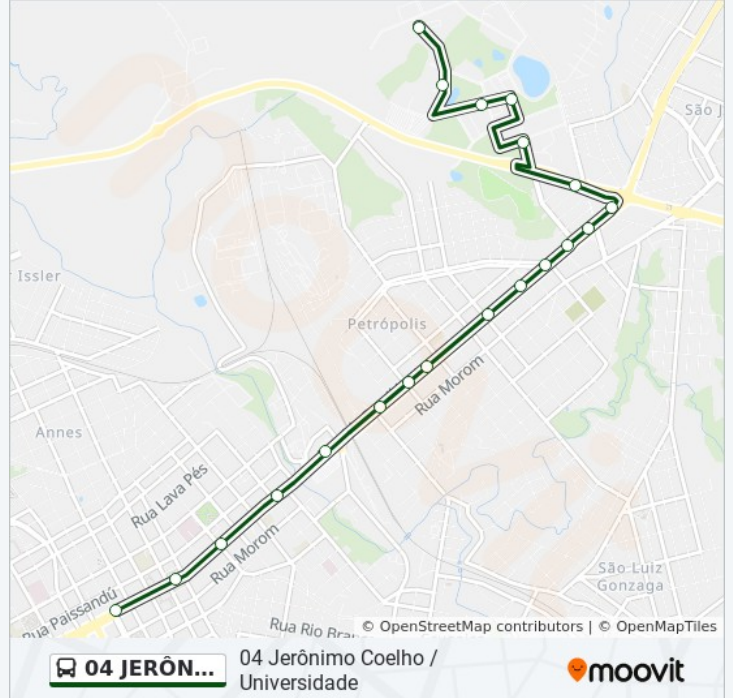 São J
r Issler
Petrópolis
Rua Morom
Annes
Rua Lava Pés
Rua Morom
São Luiz
Gonzaga
Rua Paissandú
Rua Rio Bra
© OpenStreetMap contributors | © OpenMapTiles
04 JERÔN...
04 Jerônimo Coelho /
Universidade
moovit